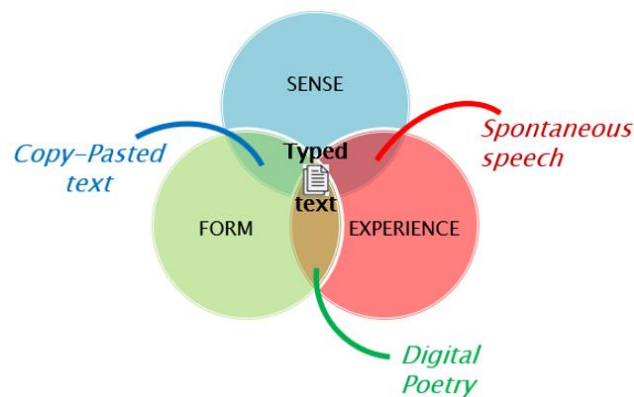 SENSE
Copy-Pasted
text
Spontaneous
speech
Typed
text
FORM
EXPERIENCE
Digital
Poetry